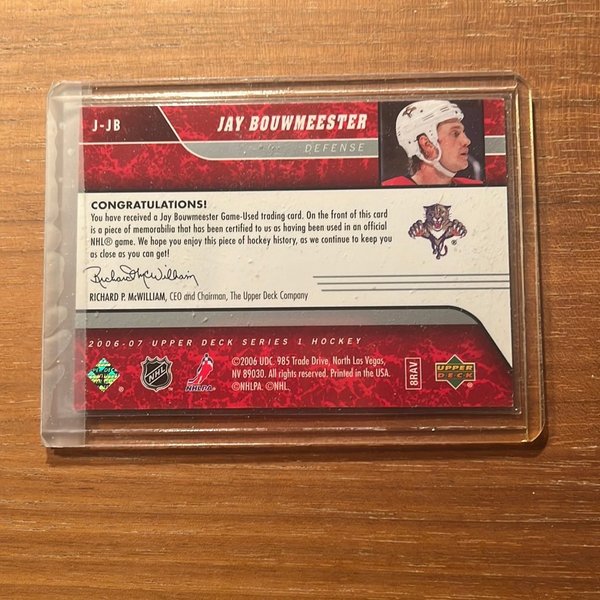 J-JB
JAY BOUWMEESTER
DEFENSE
CONGRATULATIONS!
You have received a Jay Bouwmeester Game-Used trading card. On the front of this card
is a piece of memorabilia that has been certified to us as having been used in an official
NHL® game. We hope you enjoy this piece of hockey history, as we continue to keep you
as close as you can get!
Richard McWilliam
RICHARD P. McWILLIAM, CEO and Chairman, The Upper Deck Company
2006-07 UPPER DECK SERIES 1 HOCKEY
©2006 UDC. 985 Trade Drive, North Las Vegas,
NV 89030. All rights reserved. Printed in the USA.
©NHLPA. ©NHL.
NHL
NHLPA
8RAV
UPPER
DECK